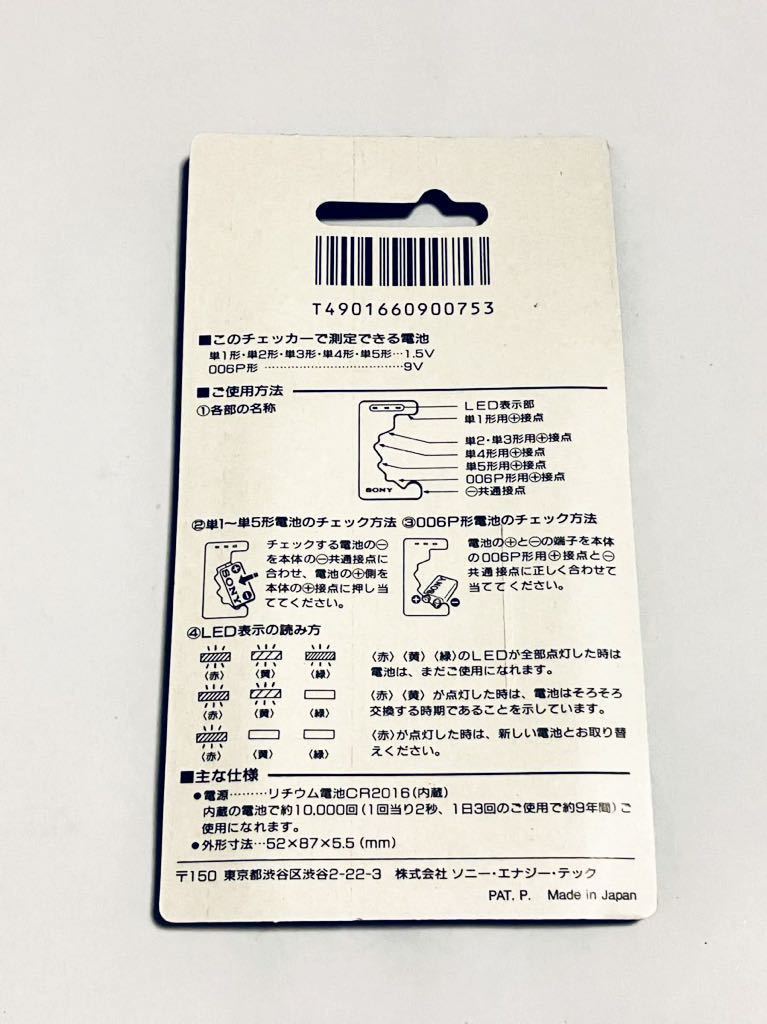 T4901660900753
■このチェッカーで測定できる電池
単1形・単2形・単3形・単4形・単5形…1.5V
006P形 ……………………………9V
■ご使用方法
①各部の名称
LED表示部
単1形用⊕接点
単2・単3形用⊕接点
単4形用⊕接点
単5形用⊕接点
006P形用⊕接点
⊖共通接点
SONY
②単1〜単5形電池のチェック方法
チェックする電池の⊖
を本体の⊖共通接点に
合わせ、電池の⊕側を
本体の⊕接点に押し当
ててください。
SONY
③006P形電池のチェック方法
電池の⊕と⊖の端子を本体
の006P形用⊕接点と⊖
共通接点に正しく合わせて
当ててください。
SONY
④LED表示の読み方
〈赤〉 〈黄〉 〈緑〉
〈赤〉〈黄〉〈緑〉のLEDが全部点灯した時は
電池は、まだご使用になれます。
〈赤〉 〈黄〉 〈緑〉
〈赤〉〈黄〉が点灯した時は、電池はそろそろ
交換する時期であることを示しています。
〈赤〉 〈黄〉 〈緑〉
〈赤〉が点灯した時は、新しい電池とお取り替
えください。
■主な仕様
●電源………リチウム電池CR2016(内蔵)
内蔵の電池で約10,000回(1回当り2秒、1日3回のご使用で約9年間)ご
使用になれます。
●外形寸法…52×87×5.5(mm)
〒150 東京都渋谷区渋谷2-22-3 株式会社 ソニー・エナジー・テック
PAT. P. Made in Japan